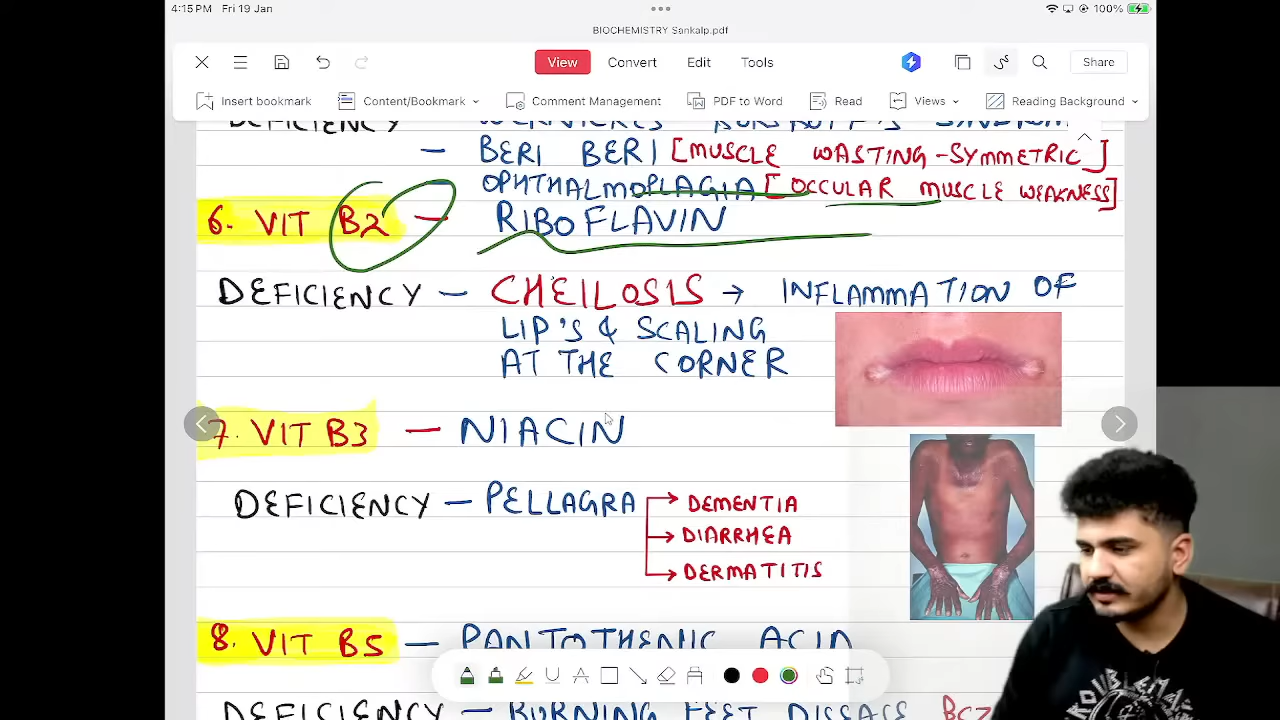 4:15 PM Fri 19 Jan
100%
BIOCHEMISTRY Sankalp.pdf
View Convert Edit Tools Share
Insert bookmark Content/Bookmark Comment Management PDF to Word Read Views Reading Background
DEFICIENCY
- BERI BERI [MUSCLE WASTING-SYMMETRIC]
OPHTHALMOPLAGIA [OCCULAR MUSCLE WEAKNESS]
6. VIT B2 - RIBOFLAVIN
DEFICIENCY - CHEILOSIS → INFLAMMATION OF
LIP'S & SCALING
AT THE CORNER
7. VIT B3 - NIACIN
DEFICIENCY - PELLAGRA → DEMENTIA
→ DIARRHEA
→ DERMATITIS
8. VIT B5 - PANTOTHENIC ACID
DEFICIENCY - BURNING FEET DISEASE BCZ